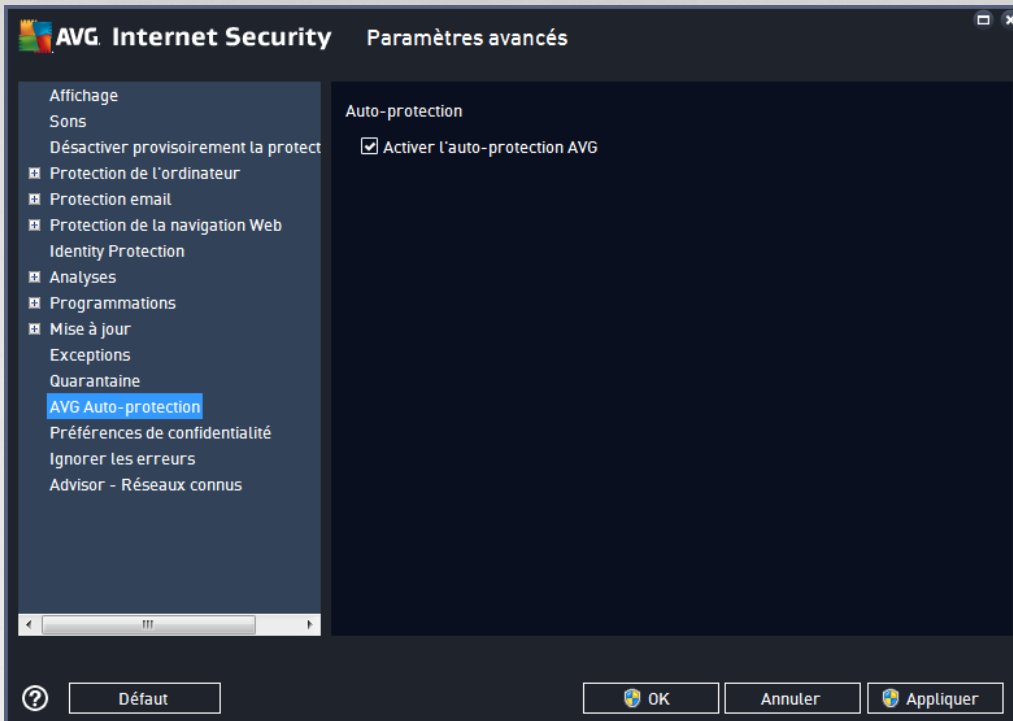 AVG. Internet Security Paramètres avancés
Affichage
Sons
Désactiver provisoirement la protect
Protection de l'ordinateur
Protection email
Protection de la navigation Web
Identity Protection
Analyses
Programmations
Mise à jour
Exceptions
Quarantaine
AVG Auto-protection
Préférences de confidentialité
Ignorer les erreurs
Advisor - Réseaux connus
Auto-protection
Activer l'auto-protection AVG
? Défaut OK Annuler Appliquer